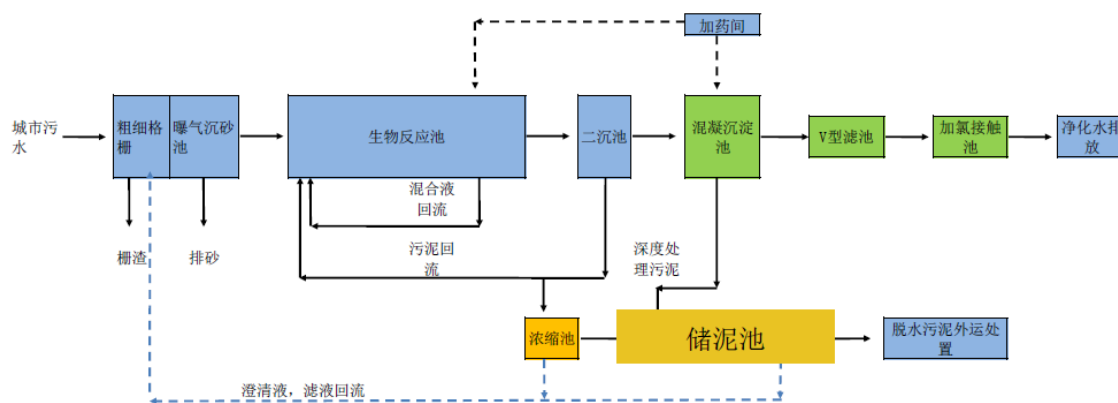 加药间
城市污
水
粗细格
栅
曝气沉砂
池
生物反应池
二沉池
混凝沉淀
池
V型滤池
加氯接触
池
净化水排
放
混合液
回流
栅渣
排砂
污泥回
流
深度处
理污泥
浓缩池
储泥池
脱水污泥外运处
置
澄清液，滤液回流